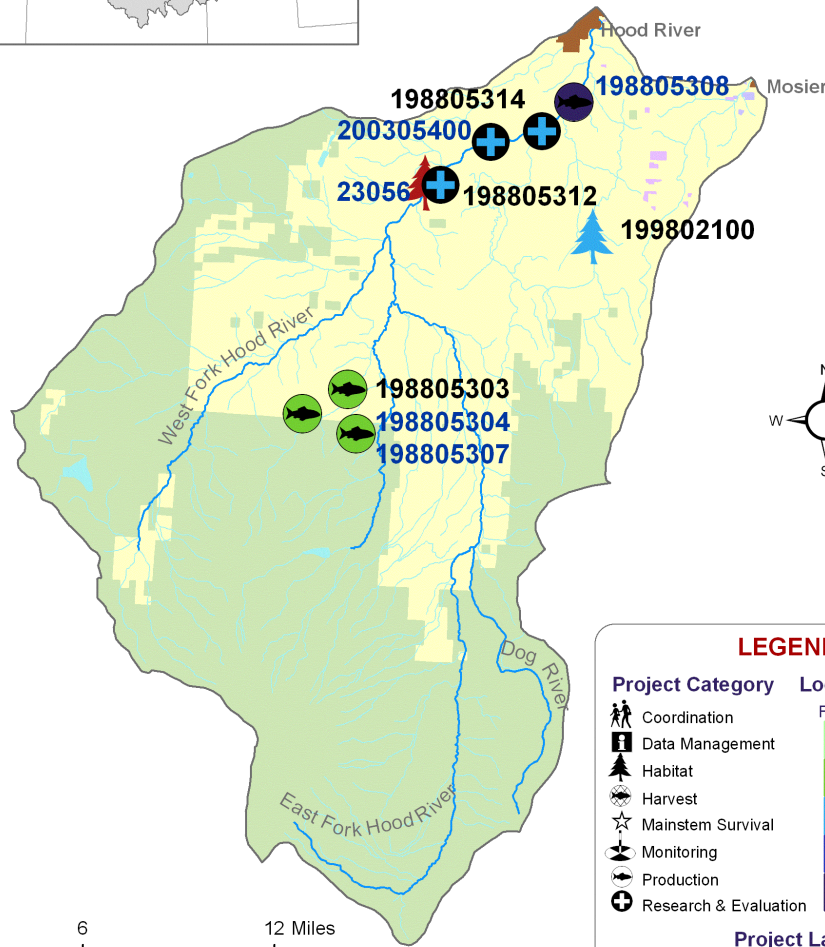 Hood River
198805308
Mosier
198805314
200305400
23056
198805312
199802100
West Fork Hood River
198805303
198805304
198805307
W
Dog River
East Fork Hood River
6
12 Miles
Project Category
Coordination
Data Management
Habitat
Harvest
Mainstem Survival
Monitoring
Production
Research & Evaluation